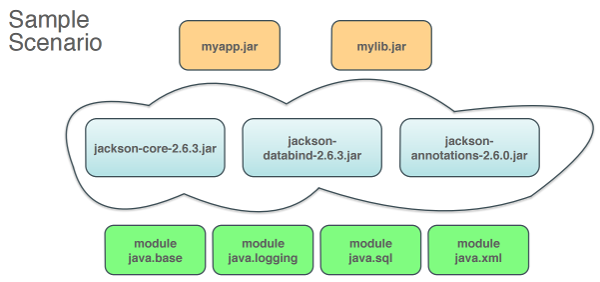 Sample
Scenario
myapp.jar
mylib.jar
jackson-core-2.6.3.jar
jackson-
databind-2.6.3.jar
jackson-
annotations-2.6.0.jar
module
java.base
module
java.logging
module
java.sql
module
java.xml